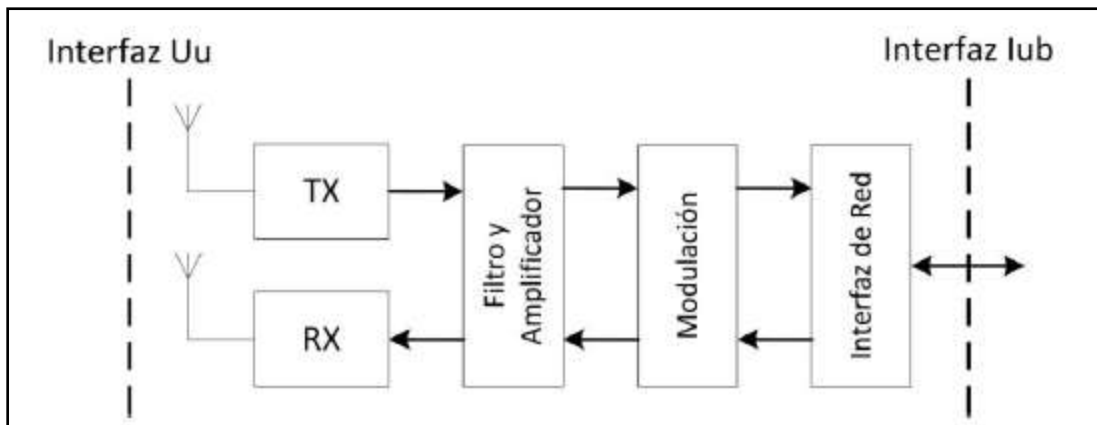 Interfaz Uu
Interfaz Iub
TX
RX
Filtro y
Amplificador
Modulación
Interfaz de Red